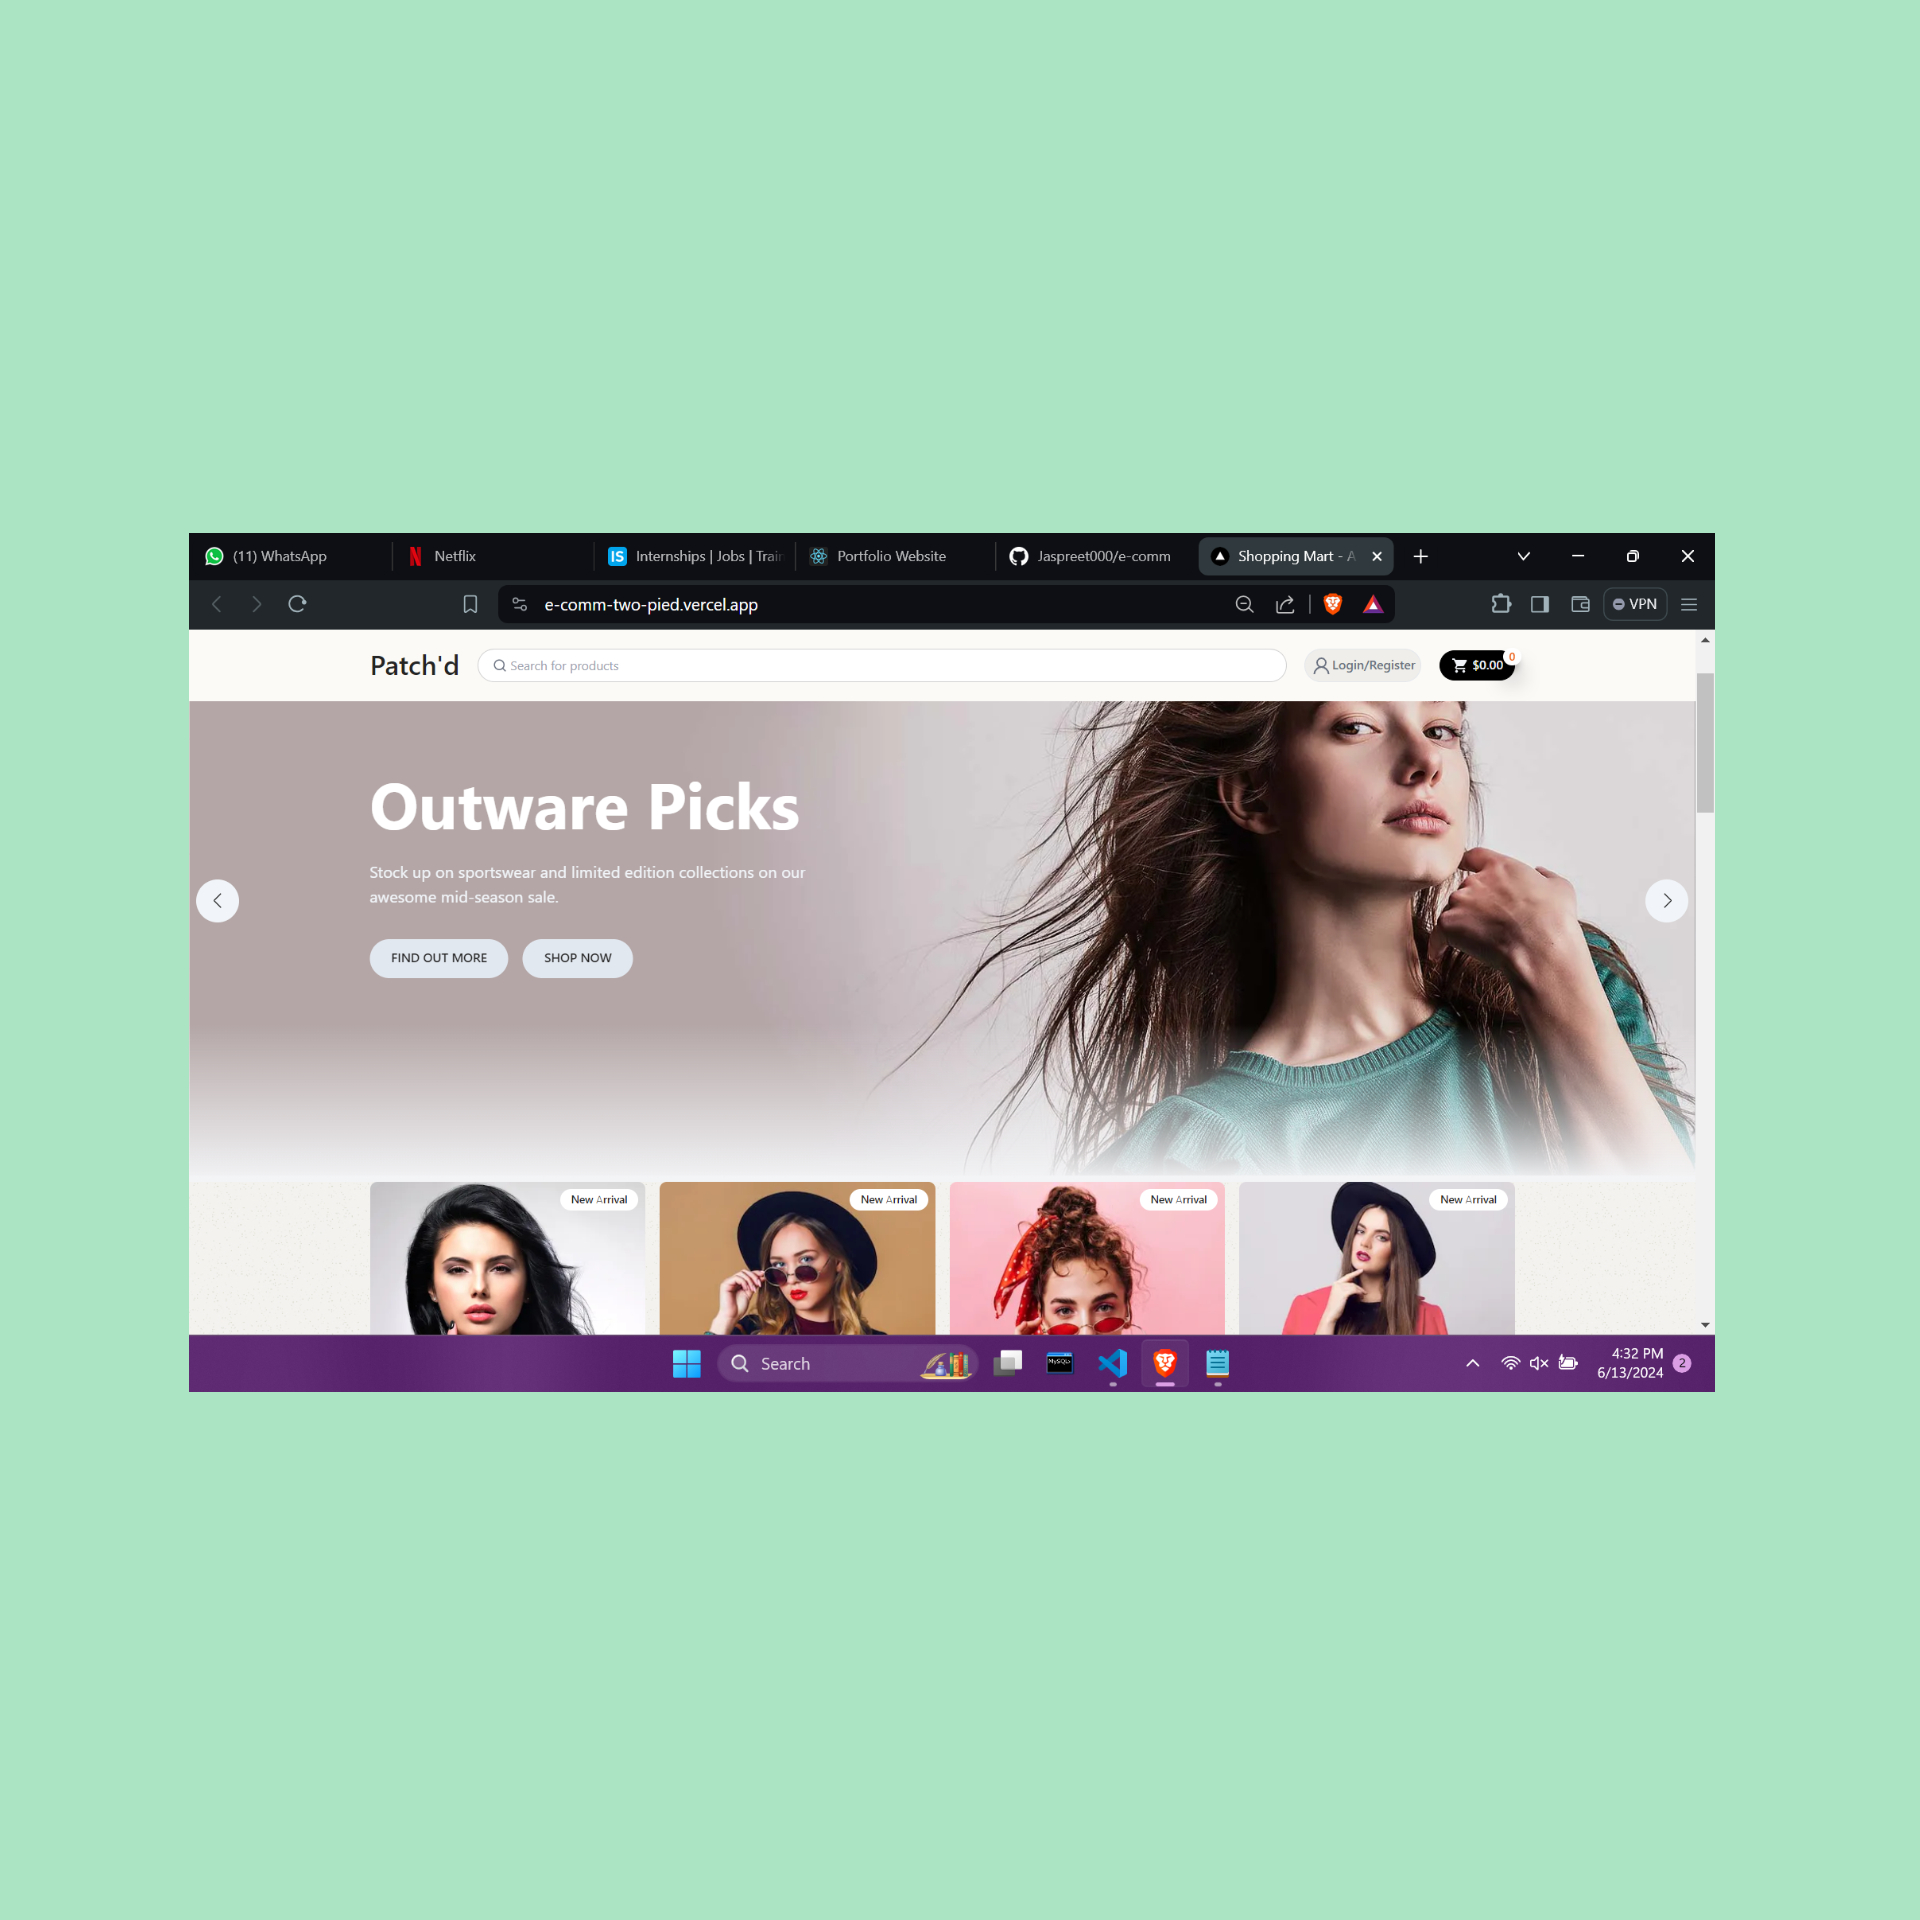 (11) WhatsApp
Netflix
Internships | Jobs | Train
Portfolio Website
Jaspreet000/e-comm
Shopping Mart - A
e-comm-two-pied.vercel.app
VPN
Patch'd
Search for products
Login/Register
$0.00
0
Outware Picks
Stock up on sportswear and limited edition collections on our
awesome mid-season sale.
FIND OUT MORE
SHOP NOW
New Arrival
New Arrival
New Arrival
New Arrival
Search
4:32 PM
6/13/2024
2